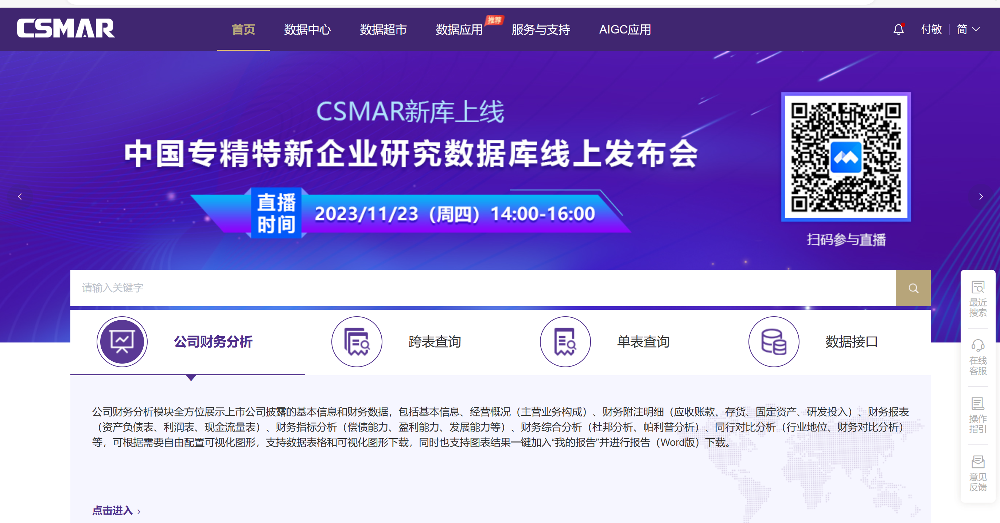 CSMAR
首页
数据中心
数据超市
数据应用
推荐
服务与支持
AIGC应用
付敏
简
CSMAR新库上线
中国专精特新企业研究数据库线上发布会
直播
时间
2023/11/23（周四）14:00-16:00
扫码参与直播
请输入关键字
公司财务分析
跨表查询
单表查询
数据接口
公司财务分析模块全方位展示上市公司披露的基本信息和财务数据，包括基本信息、经营概况（主营业务构成）、财务附注明细（应收账款、存货、固定资产、研发投入）、财务报表
（资产负债表、利润表、现金流量表）、财务指标分析（偿债能力、盈利能力、发展能力等）、财务综合分析（杜邦分析、帕利普分析）、同行对比分析（行业地位、财务对比分析）
等，可根据需要自由配置可视化图形，支持数据表格和可视化图形下载，同时也支持图表结果一键加入“我的报告”并进行报告（Word版）下载。
点击进入
最近
搜索
在线
客服
操作
指引
意见
反馈